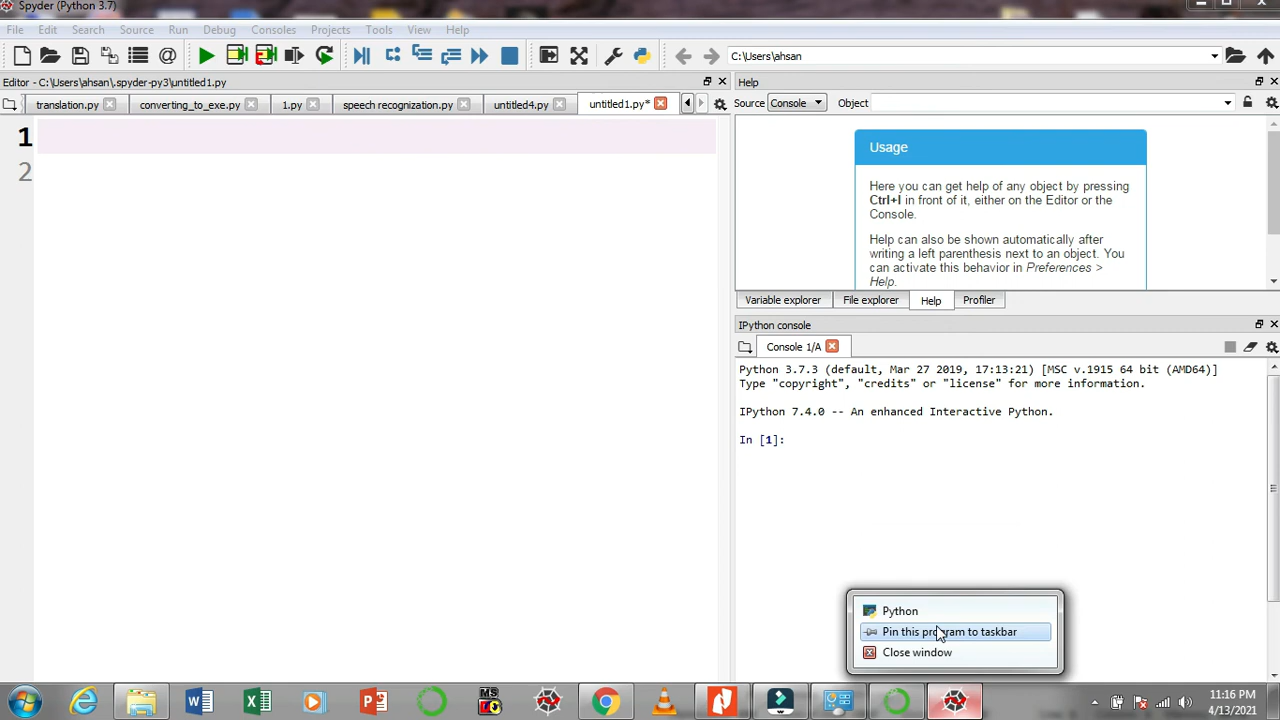 Spyder (Python 3.7)
File Edit Search Source Run Debug Consoles Projects Tools View Help
C:\Users\ahsan
Editor - C:\Users\ahsan\.spyder-py3\untitled1.py
translation.py converting_to_exe.py 1.py speech recognization.py untitled4.py untitled1.py*
1
2
Help
Source Console Object
Usage
Here you can get help of any object by pressing
Ctrl+I in front of it, either on the Editor or the
Console.
Help can also be shown automatically after
writing a left parenthesis next to an object. You
can activate this behavior in Preferences >
Help.
Variable explorer File explorer Help Profiler
IPython console
Console 1/A
Python 3.7.3 (default, Mar 27 2019, 17:13:21) [MSC v.1915 64 bit (AMD64)]
Type "copyright", "credits" or "license" for more information.
IPython 7.4.0 -- An enhanced Interactive Python.
In [1]:
Python
Pin this program to taskbar
Close window
MS
11:16 PM
4/13/2021